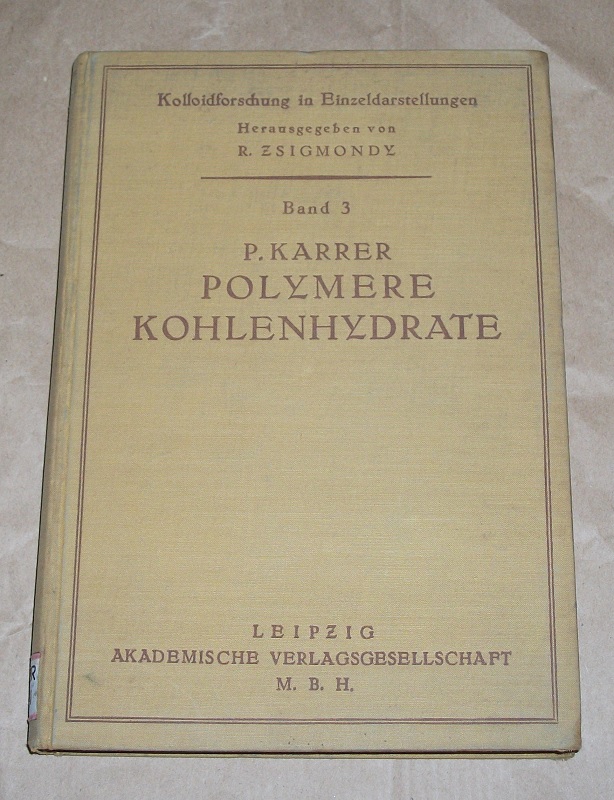 Kolloidforschung in Einzeldarstellungen
Herausgegeben von
R. ZSIGMONDY
Band 3
P. KARRER
POLYMERE
KOHLENHYDRATE
LEIPZIG
AKADEMISCHE VERLAGSGESELLSCHAFT
M. B. H.